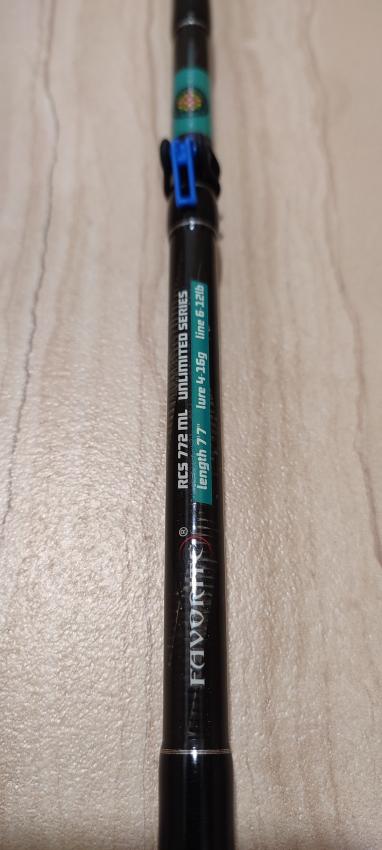 FAVORITE®
RCS 772 ML UNLIMITED SERIES
length 7'7" lure 4-16g line 6-12lb